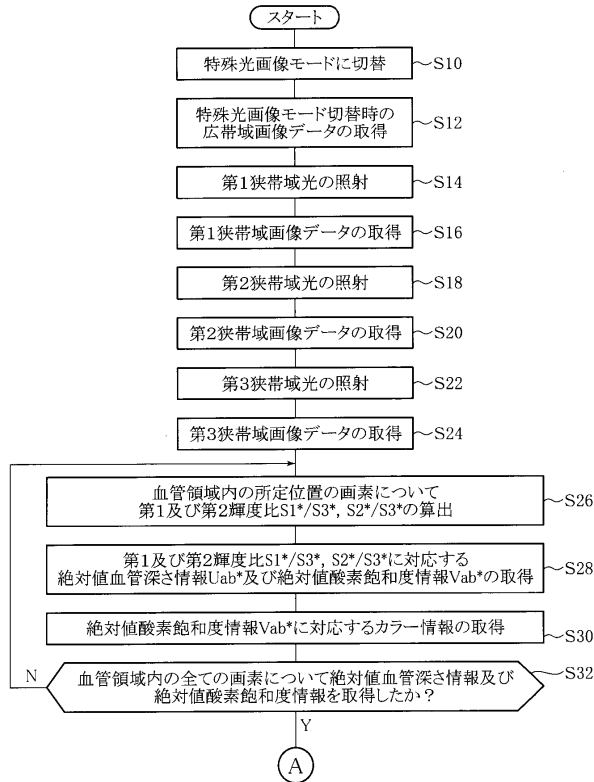 スタート
特殊光画像モードに切替
S10
特殊光画像モード切替時の
広帯域画像データの取得
S12
第1狭帯域光の照射
S14
第1狭帯域画像データの取得
S16
第2狭帯域光の照射
S18
第2狭帯域画像データの取得
S20
第3狭帯域光の照射
S22
第3狭帯域画像データの取得
S24
血管領域内の所定位置の画素について
第1及び第2輝度比S1*/S3*, S2*/S3*の算出
S26
第1及び第2輝度比S1*/S3*, S2*/S3*に対応する
絶対値血管深さ情報Uab*及び絶対値酸素飽和度情報Vab*の取得
S28
絶対値酸素飽和度情報Vab*に対応するカラー情報の取得
S30
N
血管領域内の全ての画素について絶対値血管深さ情報及び
絶対値酸素飽和度情報を取得したか？
S32
Y
A